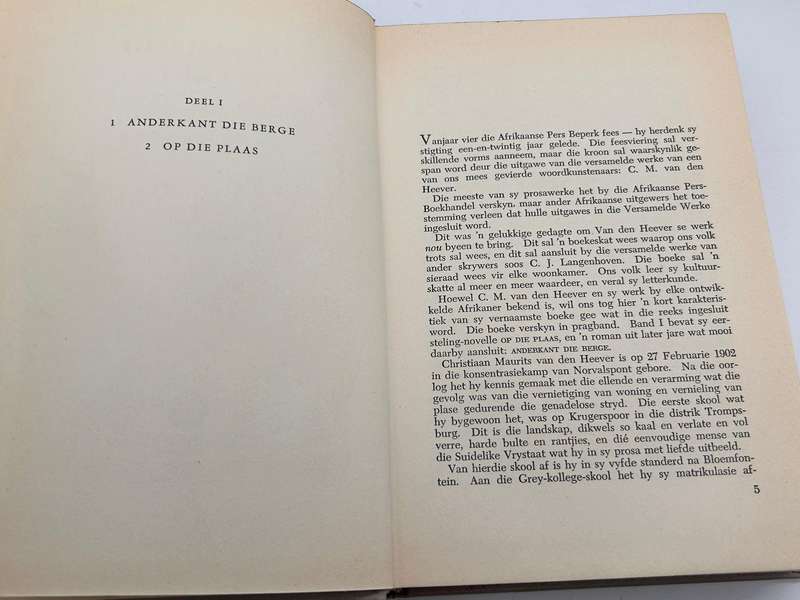 DEEL I
1 ANDERKANT DIE BERGE
2 OP DIE PLAAS
Vanjaar vier die Afrikaanse Pers Beperk fees — hy herdenk sy
stigting een-en-twintig jaar gelede. Die feesviering sal ver-
skillende vorms aanneem, maar die kroon sal waarskynlik ge-
span word deur die uitgawe van die versamelde werke van een
van ons mees gevierde woordkunstenaars: C. M. van den
Heever.
Die meeste van sy prosawerke het by die Afrikaanse Pers-
Boekhandel verskyn, maar ander Afrikaanse uitgewers het toe-
stemming verleen dat hulle uitgawes in die Versamelde Werke
ingesluit word.
Dit was 'n gelukkige gedagte om Van den Heever se werk
nou byeen te bring. Dit sal 'n boekeskat wees waarop ons volk
trots sal wees, en dit sal aansluit by die versamelde werke van
ander skrywers soos C. J. Langenhoven. Die boeke sal 'n
sieraad wees vir elke woonkamer. Ons volk leer sy kultuur-
skatte al meer en meer waardeer, en veral sy letterkunde.
Hoewel C. M. van den Heever en sy werk by elke ontwik-
kelde Afrikaner bekend is, wil ons tog hier 'n kort karakteris-
tiek van sy vernaamste boeke gee wat in die reeks ingesluit
word. Die boeke verskyn in pragband. Band I bevat sy eer-
steling-novelle OP DIE PLAAS, en 'n roman uit later jare wat mooi
daarby aansluit: ANDERKANT DIE BERGE.
Christiaan Maurits van den Heever is op 27 Februarie 1902
in die konsentrasiekamp van Norvalspont gebore. Na die oor-
log het hy kennis gemaak met die ellende en verarming wat die
gevolg was van die vernietiging van woning en vernieling van
plase gedurende die genadelose stryd. Die eerste skool wat
hy bygewoon het, was op Krugerspoor in die distrik Tromps-
burg. Dit is die landskap, dikwels so kaal en verlate en vol
verre, harde bulte en rantjies, en dié eenvoudige mense van
die Suidelike Vrystaat wat hy in sy prosa met liefde uitbeeld.
Van hierdie skool af is hy in sy vyfde standerd na Bloemfon-
tein. Aan die Grey-kollege-skool het hy sy matrikulasie af-
5